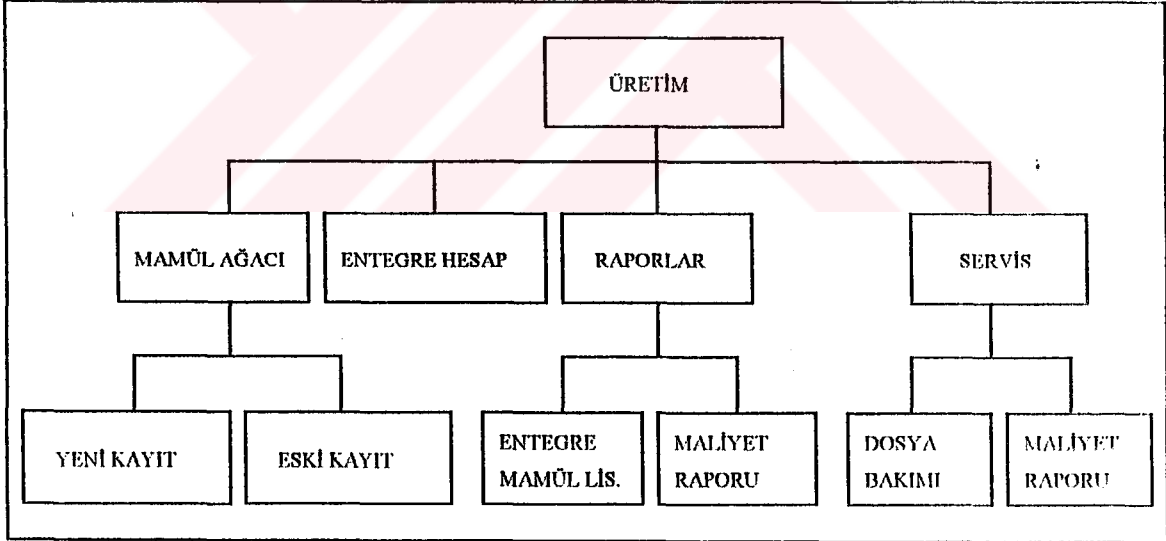 ÜRETİM
MAMÜL AĞACI
ENTEGRE HESAP
RAPORLAR
SERVİS
YENİ KAYIT
ESKİ KAYIT
ENTEGRE
MAMÜL LİS.
MALİYET
RAPORU
DOSYA
BAKIMI
MALİYET
RAPORU